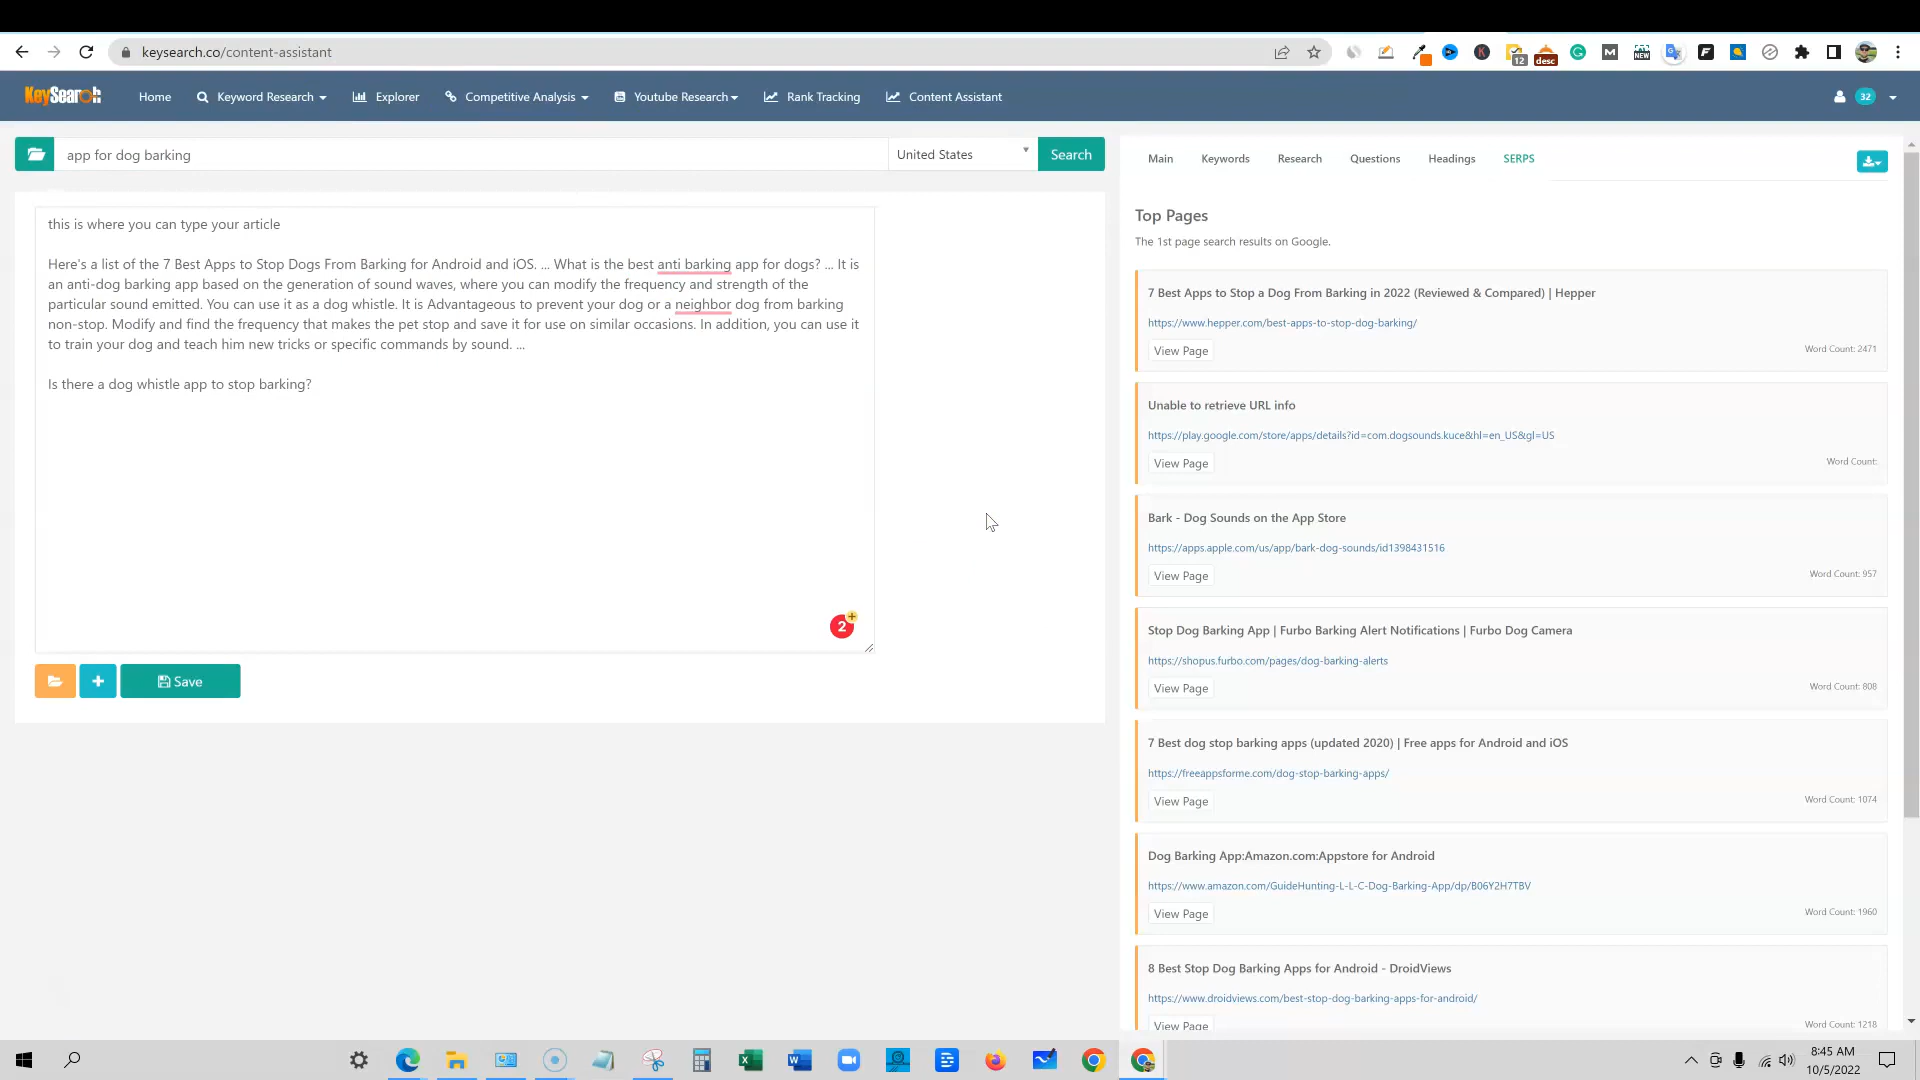 keysearch.co/content-assistant
12
desc
NEW
KeySearch
Home
Keyword Research
Explorer
Competitive Analysis
Youtube Research
Rank Tracking
Content Assistant
32
app for dog barking
United States
Search
this is where you can type your article
Here's a list of the 7 Best Apps to Stop Dogs From Barking for Android and iOS. ... What is the best anti barking app for dogs? ... It is
an anti-dog barking app based on the generation of sound waves, where you can modify the frequency and strength of the
particular sound emitted. You can use it as a dog whistle. It is Advantageous to prevent your dog or a neighbor dog from barking
non-stop. Modify and find the frequency that makes the pet stop and save it for use on similar occasions. In addition, you can use it
to train your dog and teach him new tricks or specific commands by sound. ...
Is there a dog whistle app to stop barking?
2
Save
Main
Keywords
Research
Questions
Headings
SERPS
Top Pages
The 1st page search results on Google.
7 Best Apps to Stop a Dog From Barking in 2022 (Reviewed & Compared) | Hepper
https://www.hepper.com/best-apps-to-stop-dog-barking/
View Page
Word Count: 2471
Unable to retrieve URL info
https://play.google.com/store/apps/details?id=com.dogsounds.kuce&hl=en_US&gl=US
View Page
Word Count:
Bark - Dog Sounds on the App Store
https://apps.apple.com/us/app/bark-dog-sounds/id1398431516
View Page
Word Count: 957
Stop Dog Barking App | Furbo Barking Alert Notifications | Furbo Dog Camera
https://shopus.furbo.com/pages/dog-barking-alerts
View Page
Word Count: 808
7 Best dog stop barking apps (updated 2020) | Free apps for Android and iOS
https://freeappsforme.com/dog-stop-barking-apps/
View Page
Word Count: 1074
Dog Barking App:Amazon.com:Appstore for Android
https://www.amazon.com/GuideHunting-L-L-C-Dog-Barking-App/dp/B06Y2H7TBV
View Page
Word Count: 1960
8 Best Stop Dog Barking Apps for Android - DroidViews
https://www.droidviews.com/best-stop-dog-barking-apps-for-android/
View Page
Word Count: 1218
8:45 AM
10/5/2022